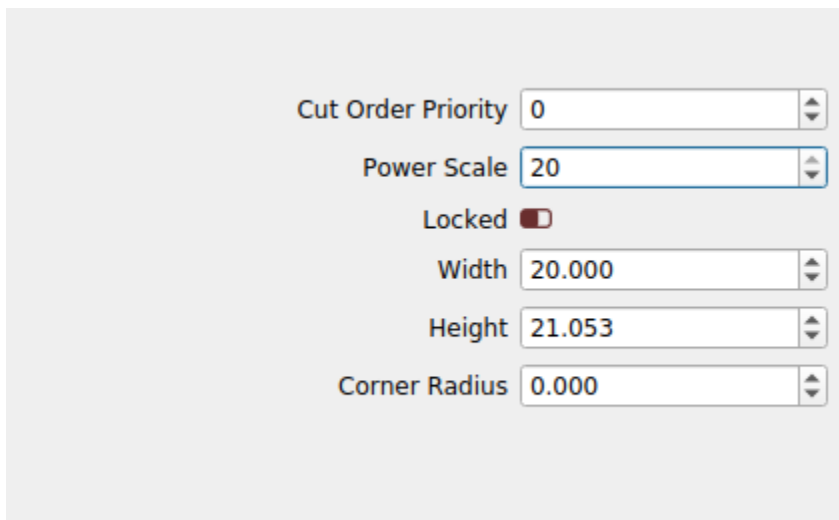 Cut Order Priority 0
Power Scale 20
Locked
Width 20.000
Height 21.053
Corner Radius 0.000